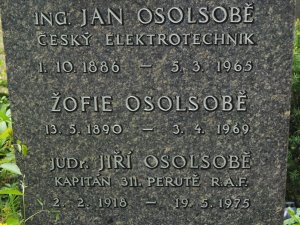 ING. JAN OSOLSOBĚ
ČESKÝ ELEKTROTECHNIK
1. 10. 1886 — 5. 3. 1965
ŽOFIE OSOLSOBĚ
13. 5. 1890 — 3. 4. 1969
JUDr. JIŘÍ OSOLSOBĚ
KAPITÁN 311. PERUTĚ R.A.F.
2. 2. 1918 — 19. 5. 1975